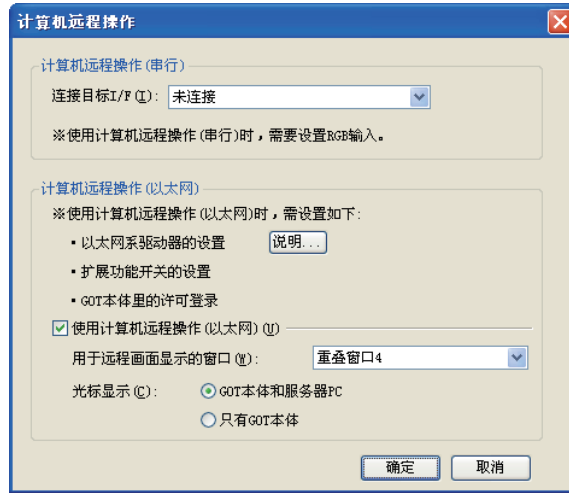 计算机远程操作
计算机远程操作(串行)
连接目标I/F(I): 未连接
※使用计算机远程操作(串行)时，需要设置RGB输入。
计算机远程操作(以太网)
※使用计算机远程操作(以太网)时，需设置如下:
▪以太网系驱动器的设置 说明...
▪扩展功能开关的设置
▪GOT本体里的许可登录
使用计算机远程操作(以太网)(U)
用于远程画面显示的窗口(W): 重叠窗口4
光标显示(C): GOT本体和服务器PC
只有GOT本体
确定 取消